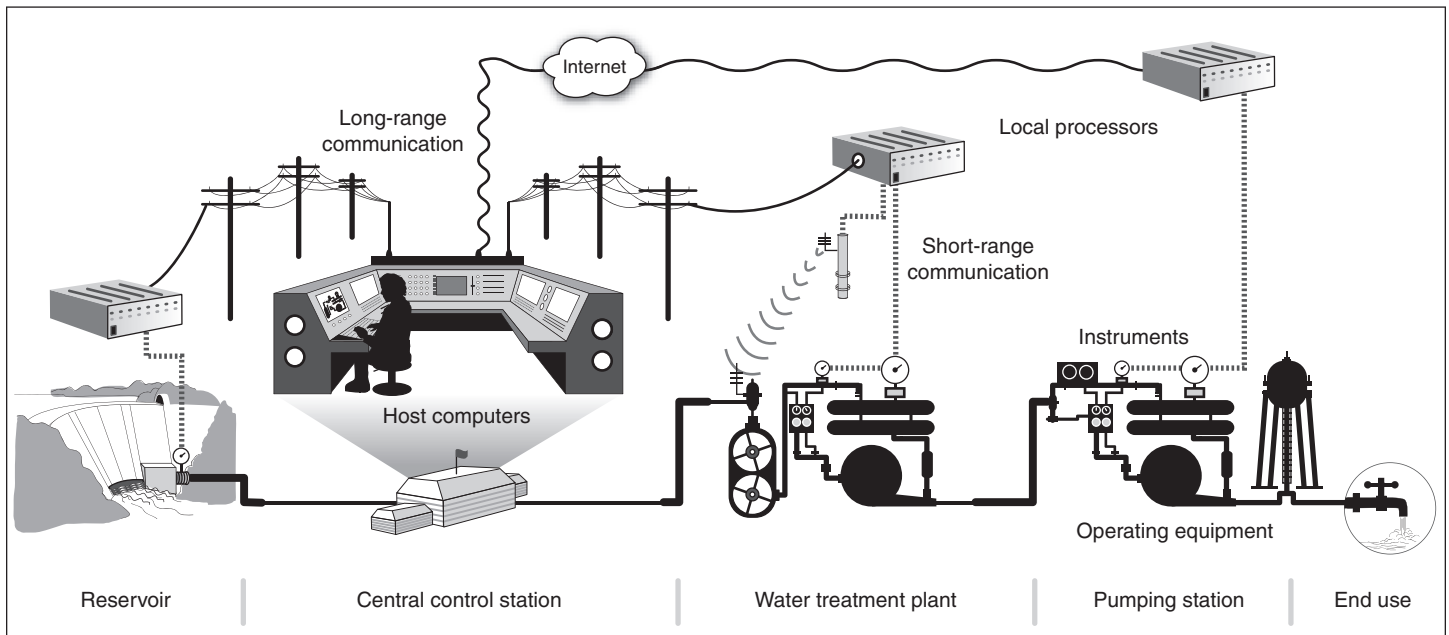 Internet
Long-range
communication
Local processors
Short-range
communication
Instruments
Host computers
Operating equipment
Reservoir
Central control station
Water treatment plant
Pumping station
End use